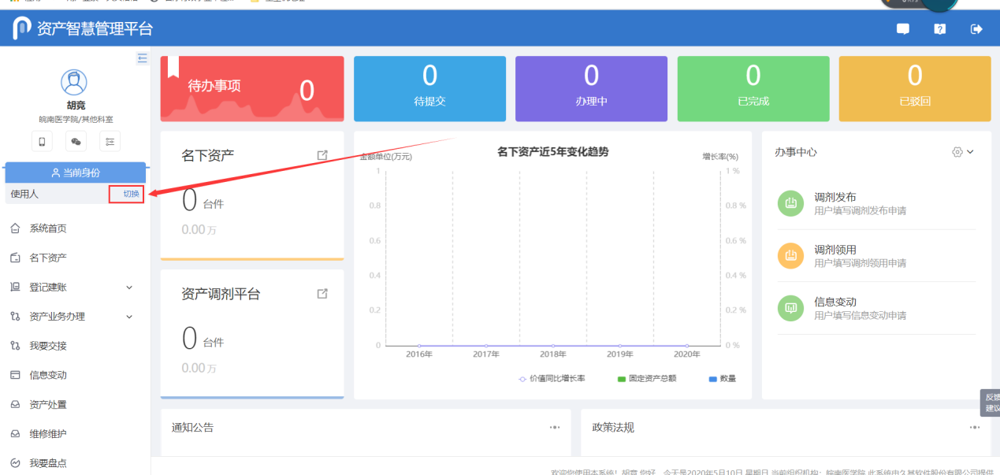 资产智慧管理平台
胡竞
皖南医学院/其他科室
当前身份
使用人 切换
系统首页
名下资产
登记建账
资产业务办理
我要交接
信息变动
资产处置
维修维护
我要盘点
待办事项 0
0
待提交
0
办理中
0
已完成
0
已驳回
名下资产
0 台件
0.00 万
资产调剂平台
0 台件
0.00 万
名下资产近5年变化趋势
金额单位(万元) 增长率(%)
1 1 %
0.8 0.8 %
0.6 0.6 %
0.4 0.4 %
0.2 0.2 %
0 0 %
2016年 2017年 2018年 2019年 2020年
价值同比增长率 固定资产总额 数量
办事中心
调剂发布
用户填写调剂发布申请
调剂领用
用户填写调剂领用申请
信息变动
用户填写信息变动申请
反馈
建议
通知公告
政策法规
欢迎您使用本系统! 胡竞 您好 今天是2020年5月10日 星期日 当前组织机构: 皖南医学院 此系统由久其软件股份有限公司提供